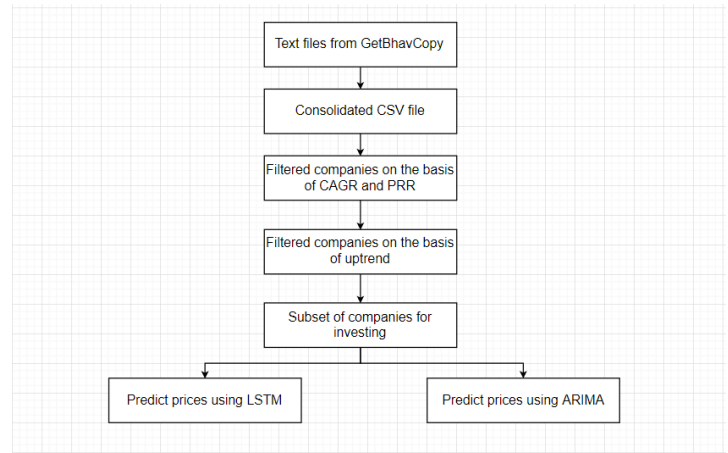 Text files from GetBhavCopy
Consolidated CSV file
Filtered companies on the basis
of CAGR and PRR
Filtered companies on the basis
of uptrend
Subset of companies for
investing
Predict prices using LSTM
Predict prices using ARIMA